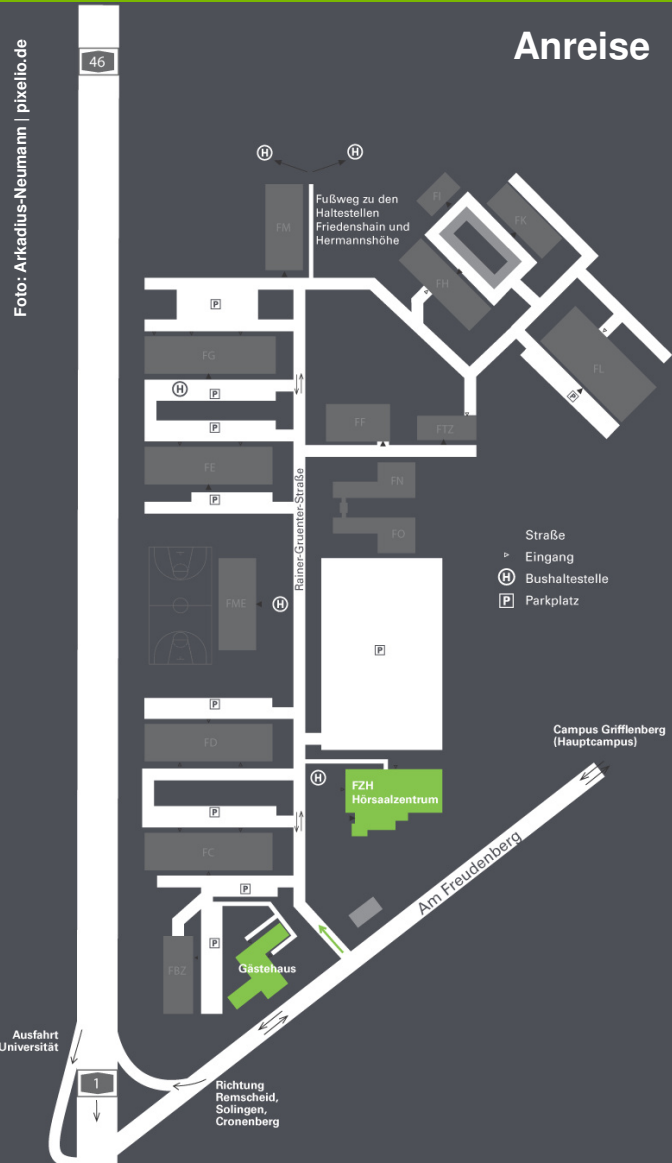 Anreise
Foto: Arkadius-Neumann | pixelio.de
46
H
H
Fußweg zu den
Haltestellen
Friedenshain und
Hermannshöhe
FM
FI
FK
FH
P
FG
FL
H
P
P
P
FF
FTZ
FE
FN
P
FO
Rainer-Gruenter-Straße
Straße
Eingang
H Bushaltestelle
P Parkplatz
FME
H
P
P
FD
Campus Grifflenberg
(Hauptcampus)
H
FZH
Hörsaalzentrum
P
FC
Am Freudenberg
P
P
FBZ
Gästehaus
Ausfahrt
Universität
1
Richtung
Remscheid,
Solingen,
Cronenberg